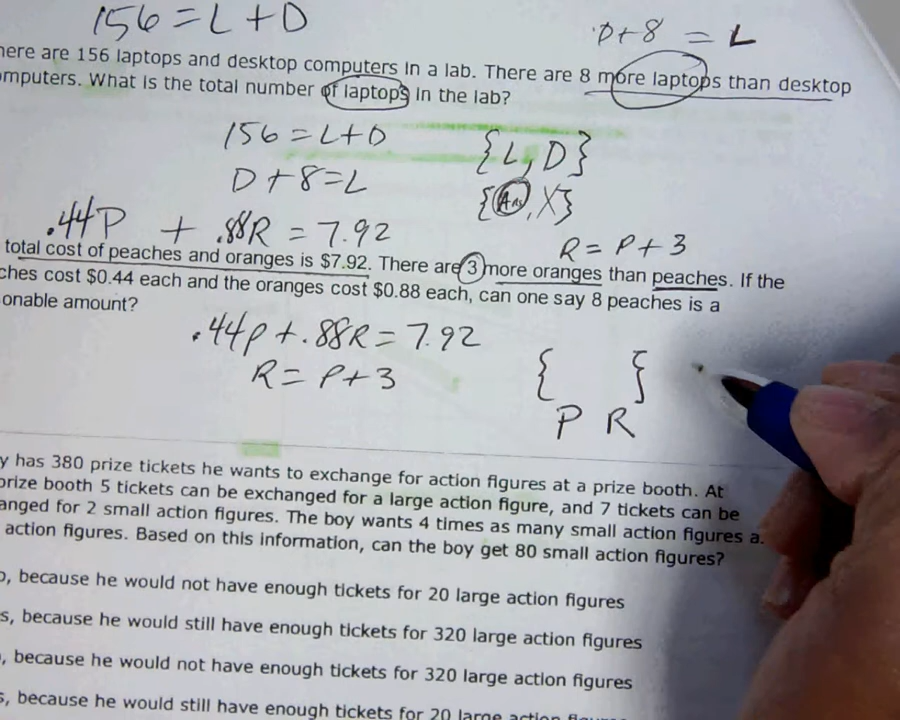 156 = L + D
D + 8 = L
here are 156 laptops and desktop computers in a lab. There are 8 more laptops than desktop
omputers. What is the total number of laptops in the lab?
156 = L + D
{L, D}
D + 8 = L
{Ans, X}
.44P + .88R = 7.92
R = P + 3
total cost of peaches and oranges is $7.92. There are 3 more oranges than peaches. If the
ches cost $0.44 each and the oranges cost $0.88 each, can one say 8 peaches is a
onable amount?
.44P + .88R = 7.92
R = P + 3
{ }
P R
y has 380 prize tickets he wants to exchange for action figures at a prize booth. At
prize booth 5 tickets can be exchanged for a large action figure, and 7 tickets can be
anged for 2 small action figures. The boy wants 4 times as many small action figures a
action figures. Based on this information, can the boy get 80 small action figures?
o, because he would not have enough tickets for 20 large action figures
s, because he would still have enough tickets for 320 large action figures
, because he would not have enough tickets for 320 large action figures
s, because he would still have enough tickets for 20 large action